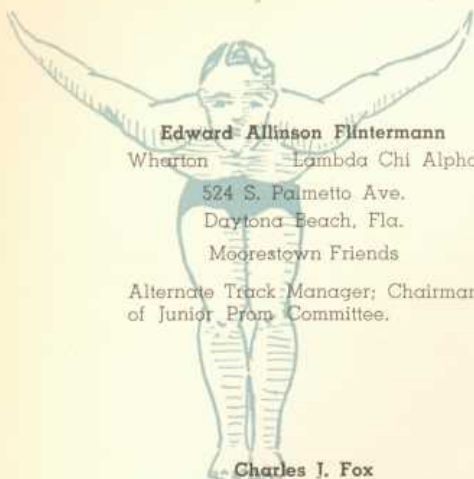 Edward Allinson Flintermann
Wharton Lambda Chi Alpha
524 S. Palmetto Ave.
Daytona Beach, Fla.
Moorestown Friends
Alternate Track Manager; Chairman
of Junior Prom Committee.
Charles J. Fox